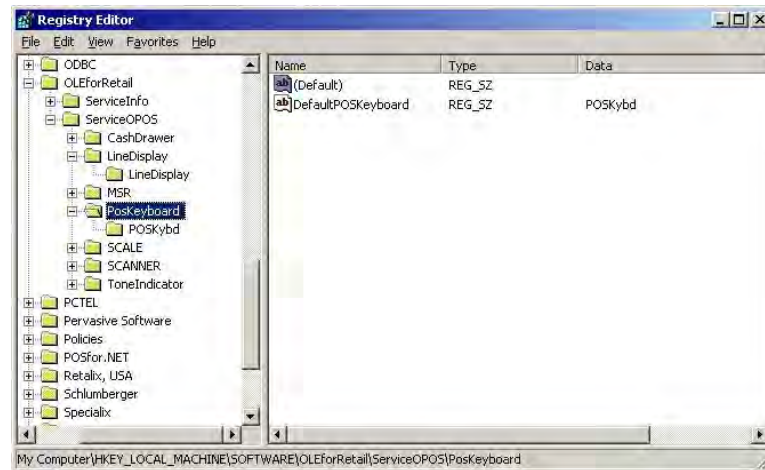 Registry Editor
File Edit View Favorites Help
ODBC
OLEforRetail
ServiceInfo
ServiceOPOS
CashDrawer
LineDisplay
LineDisplay
MSR
PosKeyboard
POSKybd
SCALE
SCANNER
ToneIndicator
PCTEL
Pervasive Software
Policies
POSfor.NET
Retalix, USA
Schlumberger
Specialix
Name Type Data
ab (Default) REG_SZ
ab DefaultPOSKeyboard REG_SZ POSKybd
My Computer\HKEY_LOCAL_MACHINE\SOFTWARE\OLEforRetail\ServiceOPOS\PosKeyboard